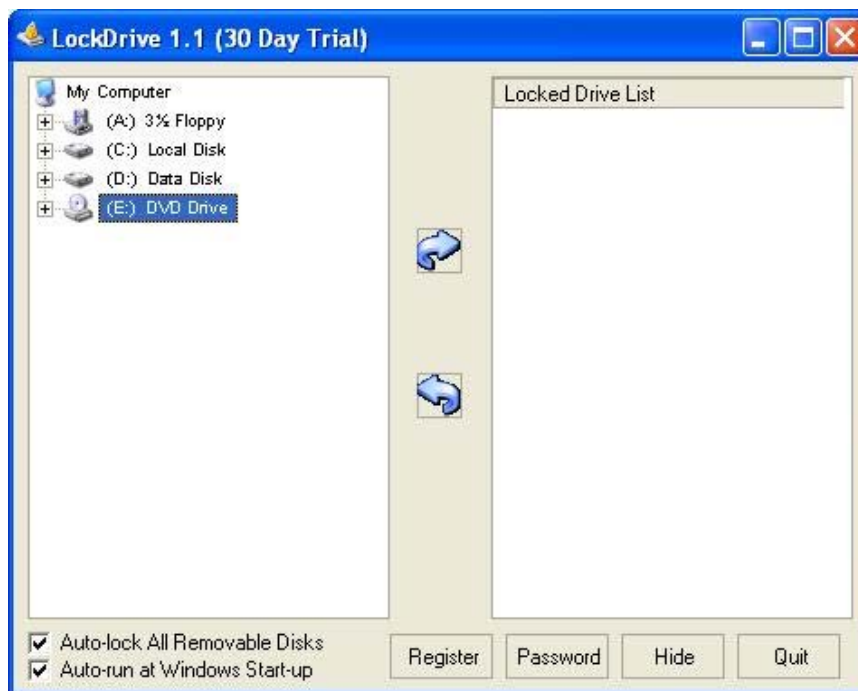 LockDrive 1.1 (30 Day Trial)
My Computer
(A:) 3½ Floppy
(C:) Local Disk
(D:) Data Disk
(E:) DVD Drive
Locked Drive List
Auto-lock All Removable Disks
Auto-run at Windows Start-up
Register
Password
Hide
Quit